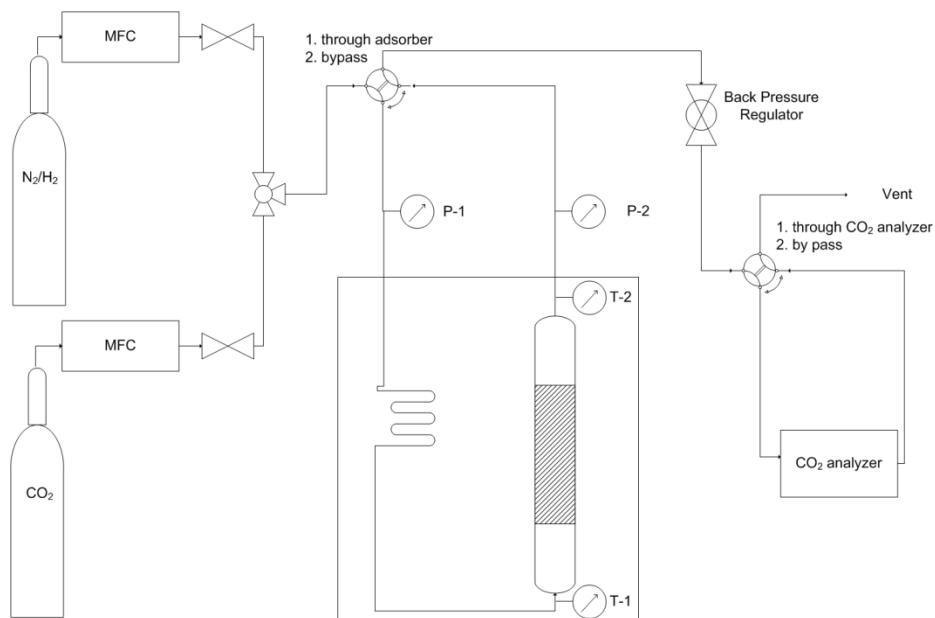 MFC
N₂/H₂
MFC
CO₂
1. through adsorber
2. bypass
P-1
P-2
T-2
T-1
Back Pressure
Regulator
Vent
1. through CO₂ analyzer
2. by pass
CO₂ analyzer